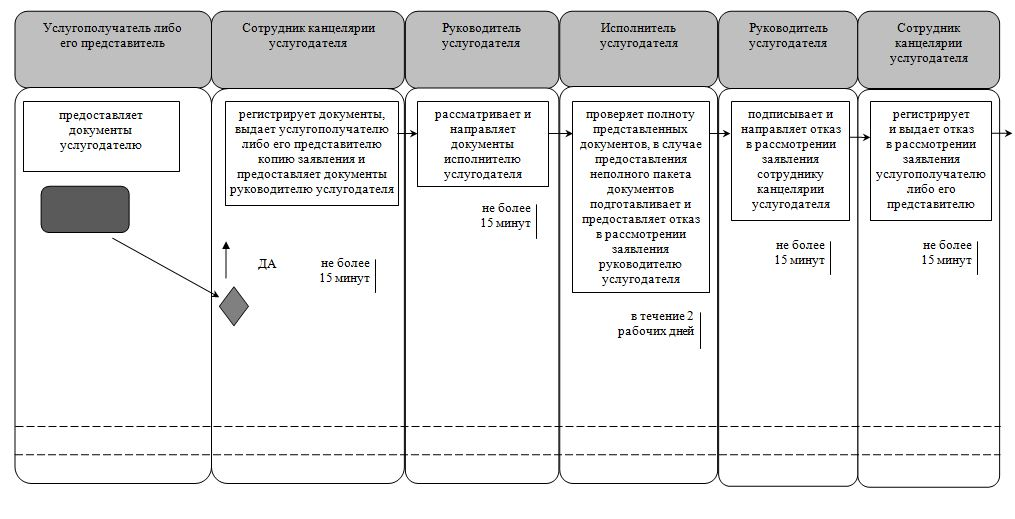 Услугополучатель либо
его представитель
Сотрудник канцелярии
услугодателя
Руководитель
услугодателя
Исполнитель
услугодателя
Руководитель
услугодателя
Сотрудник
канцелярии
услугодателя
предоставляет
документы
услугодателю
регистрирует документы,
выдает услугополучателю
либо его представителю
копию заявления и
предоставляет документы
руководителю услугодателя
ДА
не более
15 минут
рассматривает и
направляет
документы
исполнителю
услугодателя
не более
15 минут
проверяет полноту
представленных
документов, в случае
предоставления
неполного пакета
документов
подготавливает и
предоставляет отказ
в рассмотрении
заявления
руководителю
услугодателя
в течение 2
рабочих дней
подписывает и
направляет отказ
в рассмотрении
заявления
сотруднику
канцелярии
услугодателя
не более
15 минут
регистрирует
и выдает отказ
в рассмотрении
заявления
услугополучателю
либо его
представителю
не более
15 минут